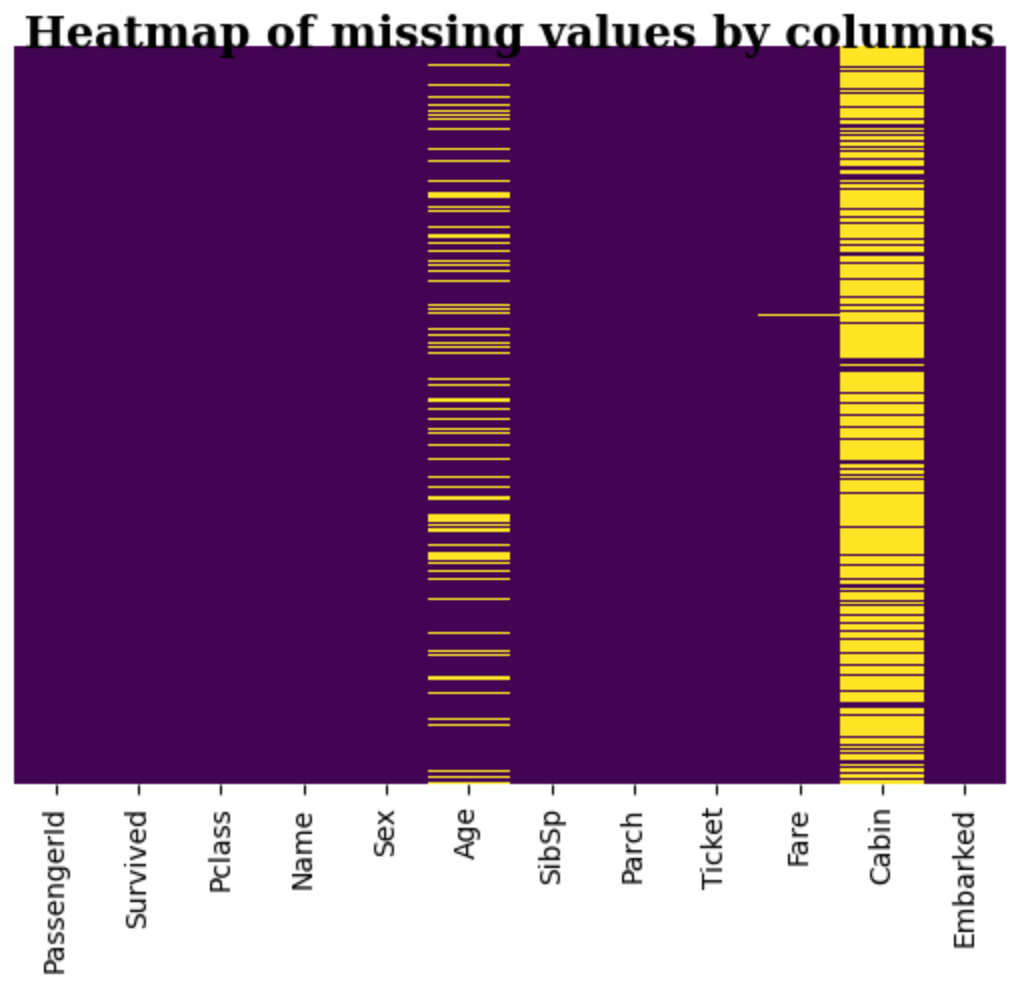 Heatmap of missing values by columns
PassengerId
Survived
Pclass
Name
Sex
Age
SibSp
Parch
Ticket
Fare
Cabin
Embarked